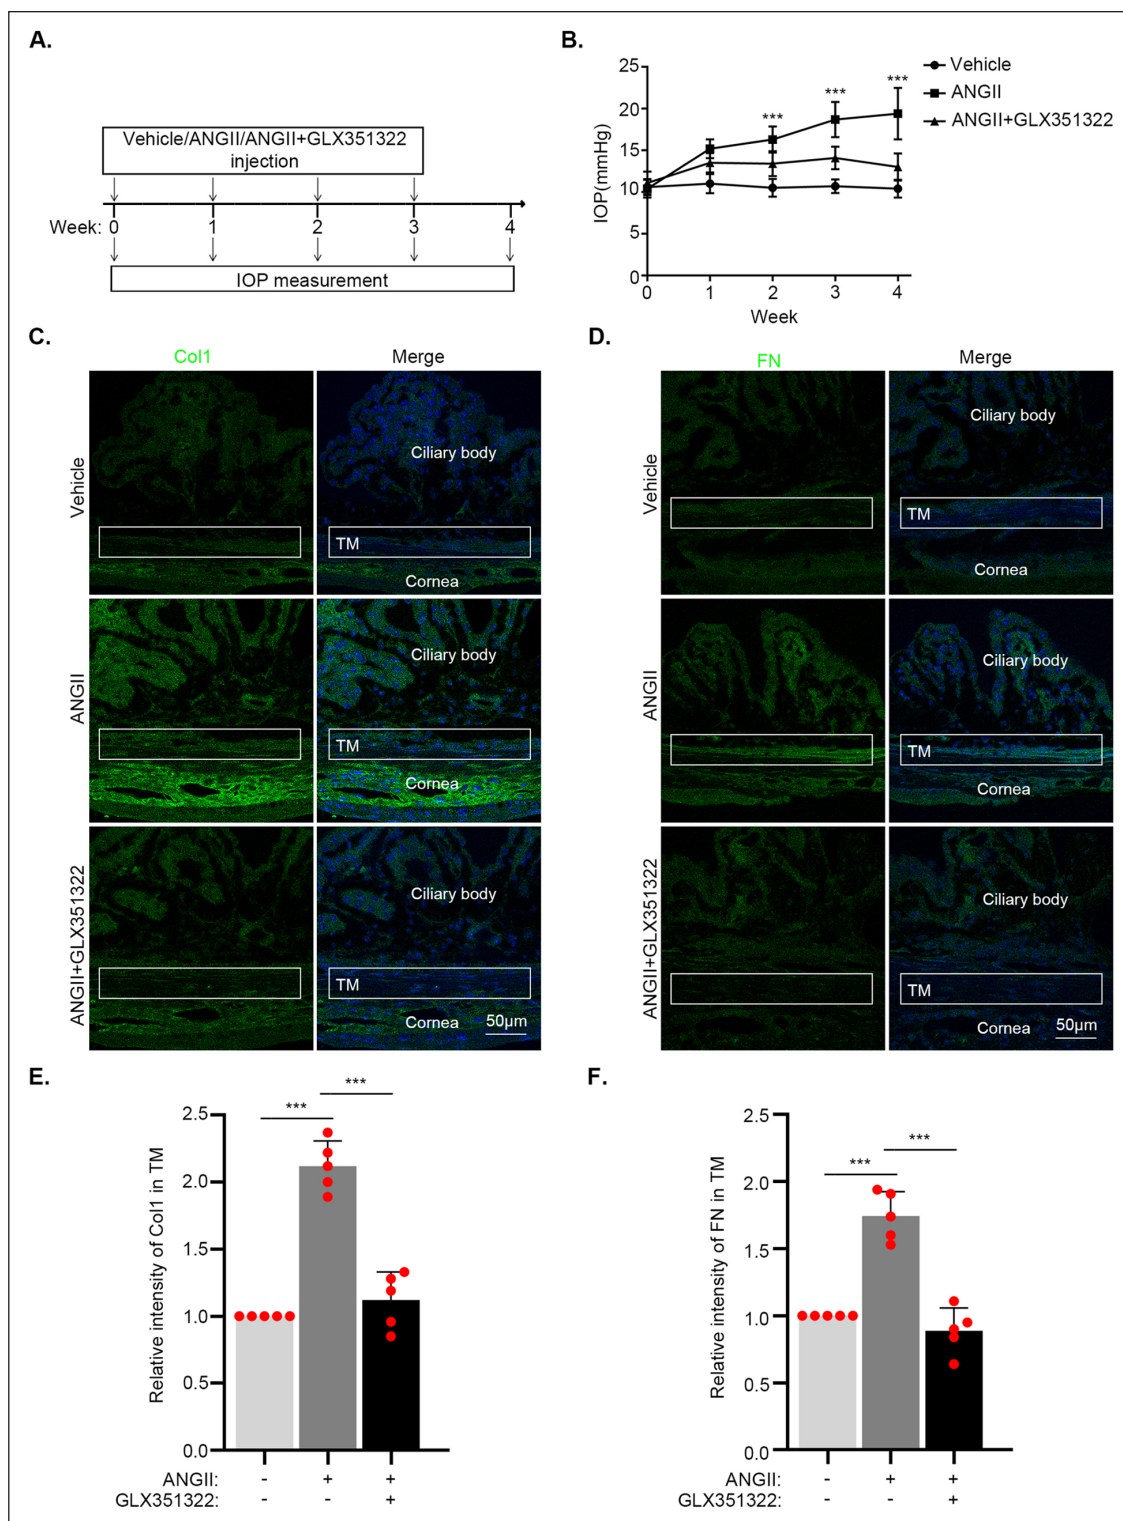 A.
Vehicle/ANGII/ANGII+GLX351322
injection
Week: 0 1 2 3 4
IOP measurement
B.
25
20
15
10
5
0
IOP(mmHg)
*** *** ***
0 1 2 3 4
Week
Vehicle
ANGII
ANGII+GLX351322
C.
Col1 Merge
Vehicle
Ciliary body
TM
Cornea
ANGII
Ciliary body
TM
Cornea
ANGII+GLX351322
Ciliary body
TM
Cornea
50μm
D.
FN Merge
Vehicle
Ciliary body
TM
Cornea
ANGII
Ciliary body
TM
Cornea
ANGII+GLX351322
Ciliary body
TM
Cornea
50μm
E.
Relative intensity of Col1 in TM
2.5
2.0
1.5
1.0
0.5
0.0
*** ***
ANGII: - + +
GLX351322: - - +
F.
Relative intensity of FN in TM
2.5
2.0
1.5
1.0
0.5
0.0
*** ***
ANGII: - + +
GLX351322: - - +